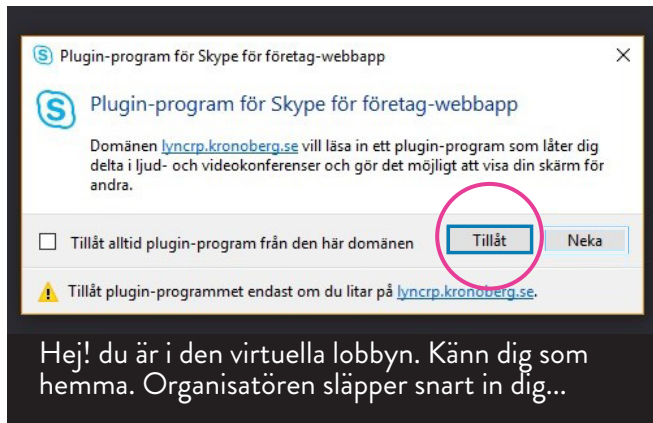 Plugin-program för Skype för företag-webbapp
Plugin-program för Skype för företag-webbapp
Domänen lyncrp.kronoberg.se vill läsa in ett plugin-program som låter dig
delta i ljud- och videokonferenser och gör det möjligt att visa din skärm för
andra.
Tillåt alltid plugin-program från den här domänen Tillåt Neka
Tillåt plugin-programmet endast om du litar på lyncrp.kronoberg.se.
Hej! du är i den virtuella lobbyn. Känn dig som
hemma. Organisatören släpper snart in dig...